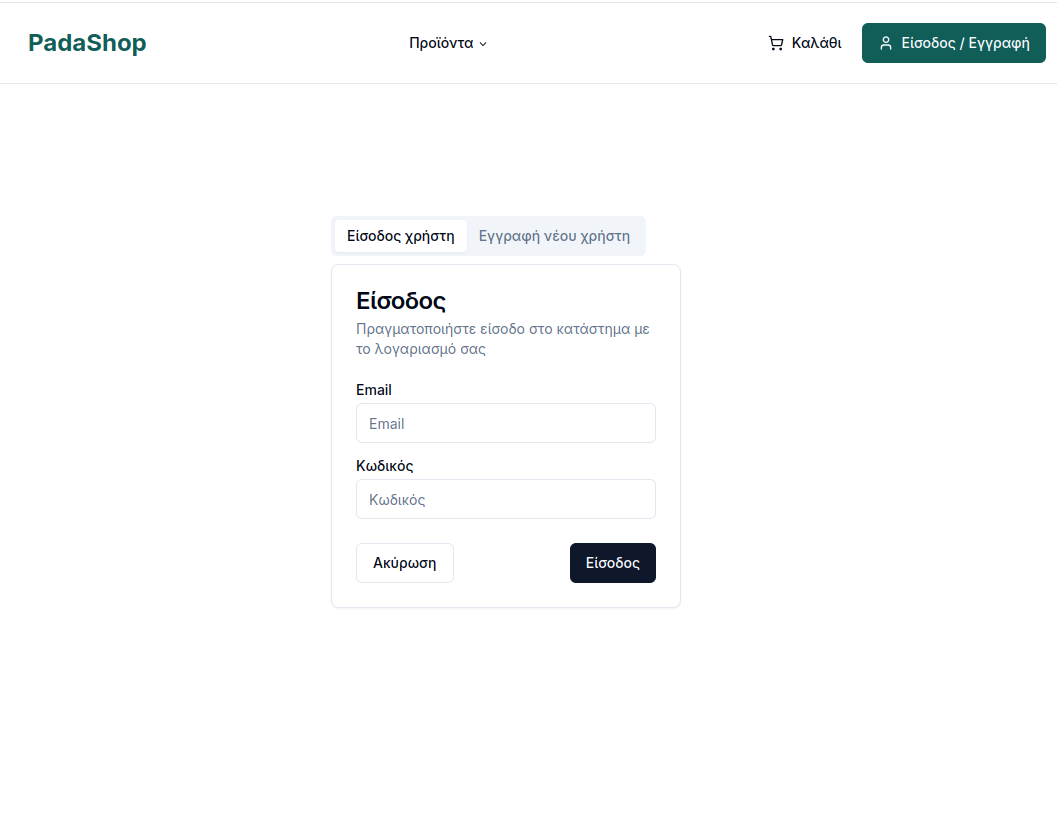 PadaShop
Προϊόντα
Καλάθι
Είσοδος / Εγγραφή
Είσοδος χρήστη
Εγγραφή νέου χρήστη
Είσοδος
Πραγματοποιήστε είσοδο στο κατάστημα με
το λογαριασμό σας
Email
Email
Κωδικός
Κωδικός
Ακύρωση
Είσοδος